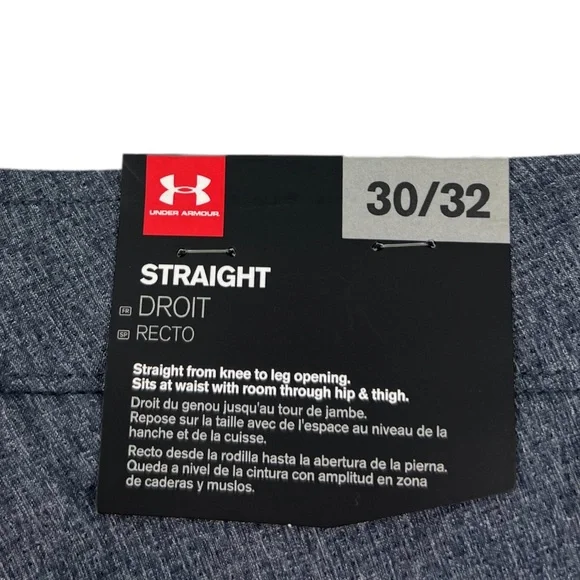 UNDER ARMOUR
30/32
STRAIGHT
FR DROIT
SP RECTO
Straight from knee to leg opening.
Sits at waist with room through hip & thigh.
Droit du genou jusqu'au tour de jambe.
Repose sur la taille avec de l'espace au niveau de la
hanche et de la cuisse.
Recto desde la rodilla hasta la abertura de la pierna.
Queda a nivel de la cintura con amplitud en zona
de caderas y muslos.